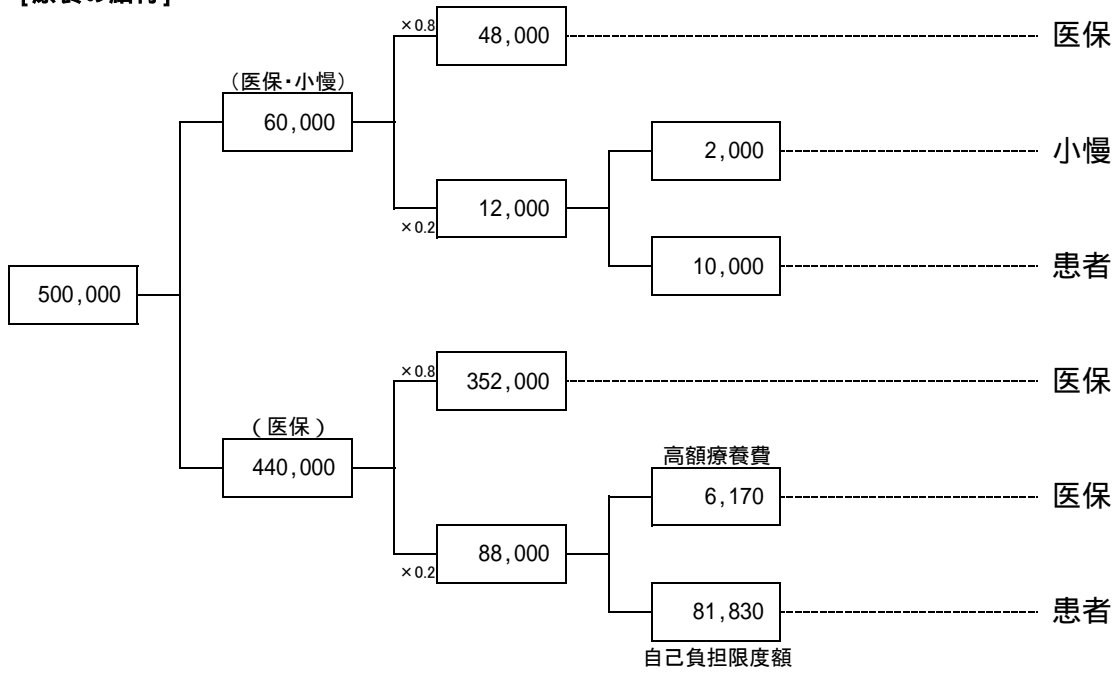 ×0.8
48,000
医保
(医保・小慢)
60,000
2,000
小慢
12,000
×0.2
10,000
患者
500,000
×0.8
352,000
医保
(医保)
440,000
高額療養費
6,170
医保
88,000
×0.2
81,830
患者
自己負担限度額